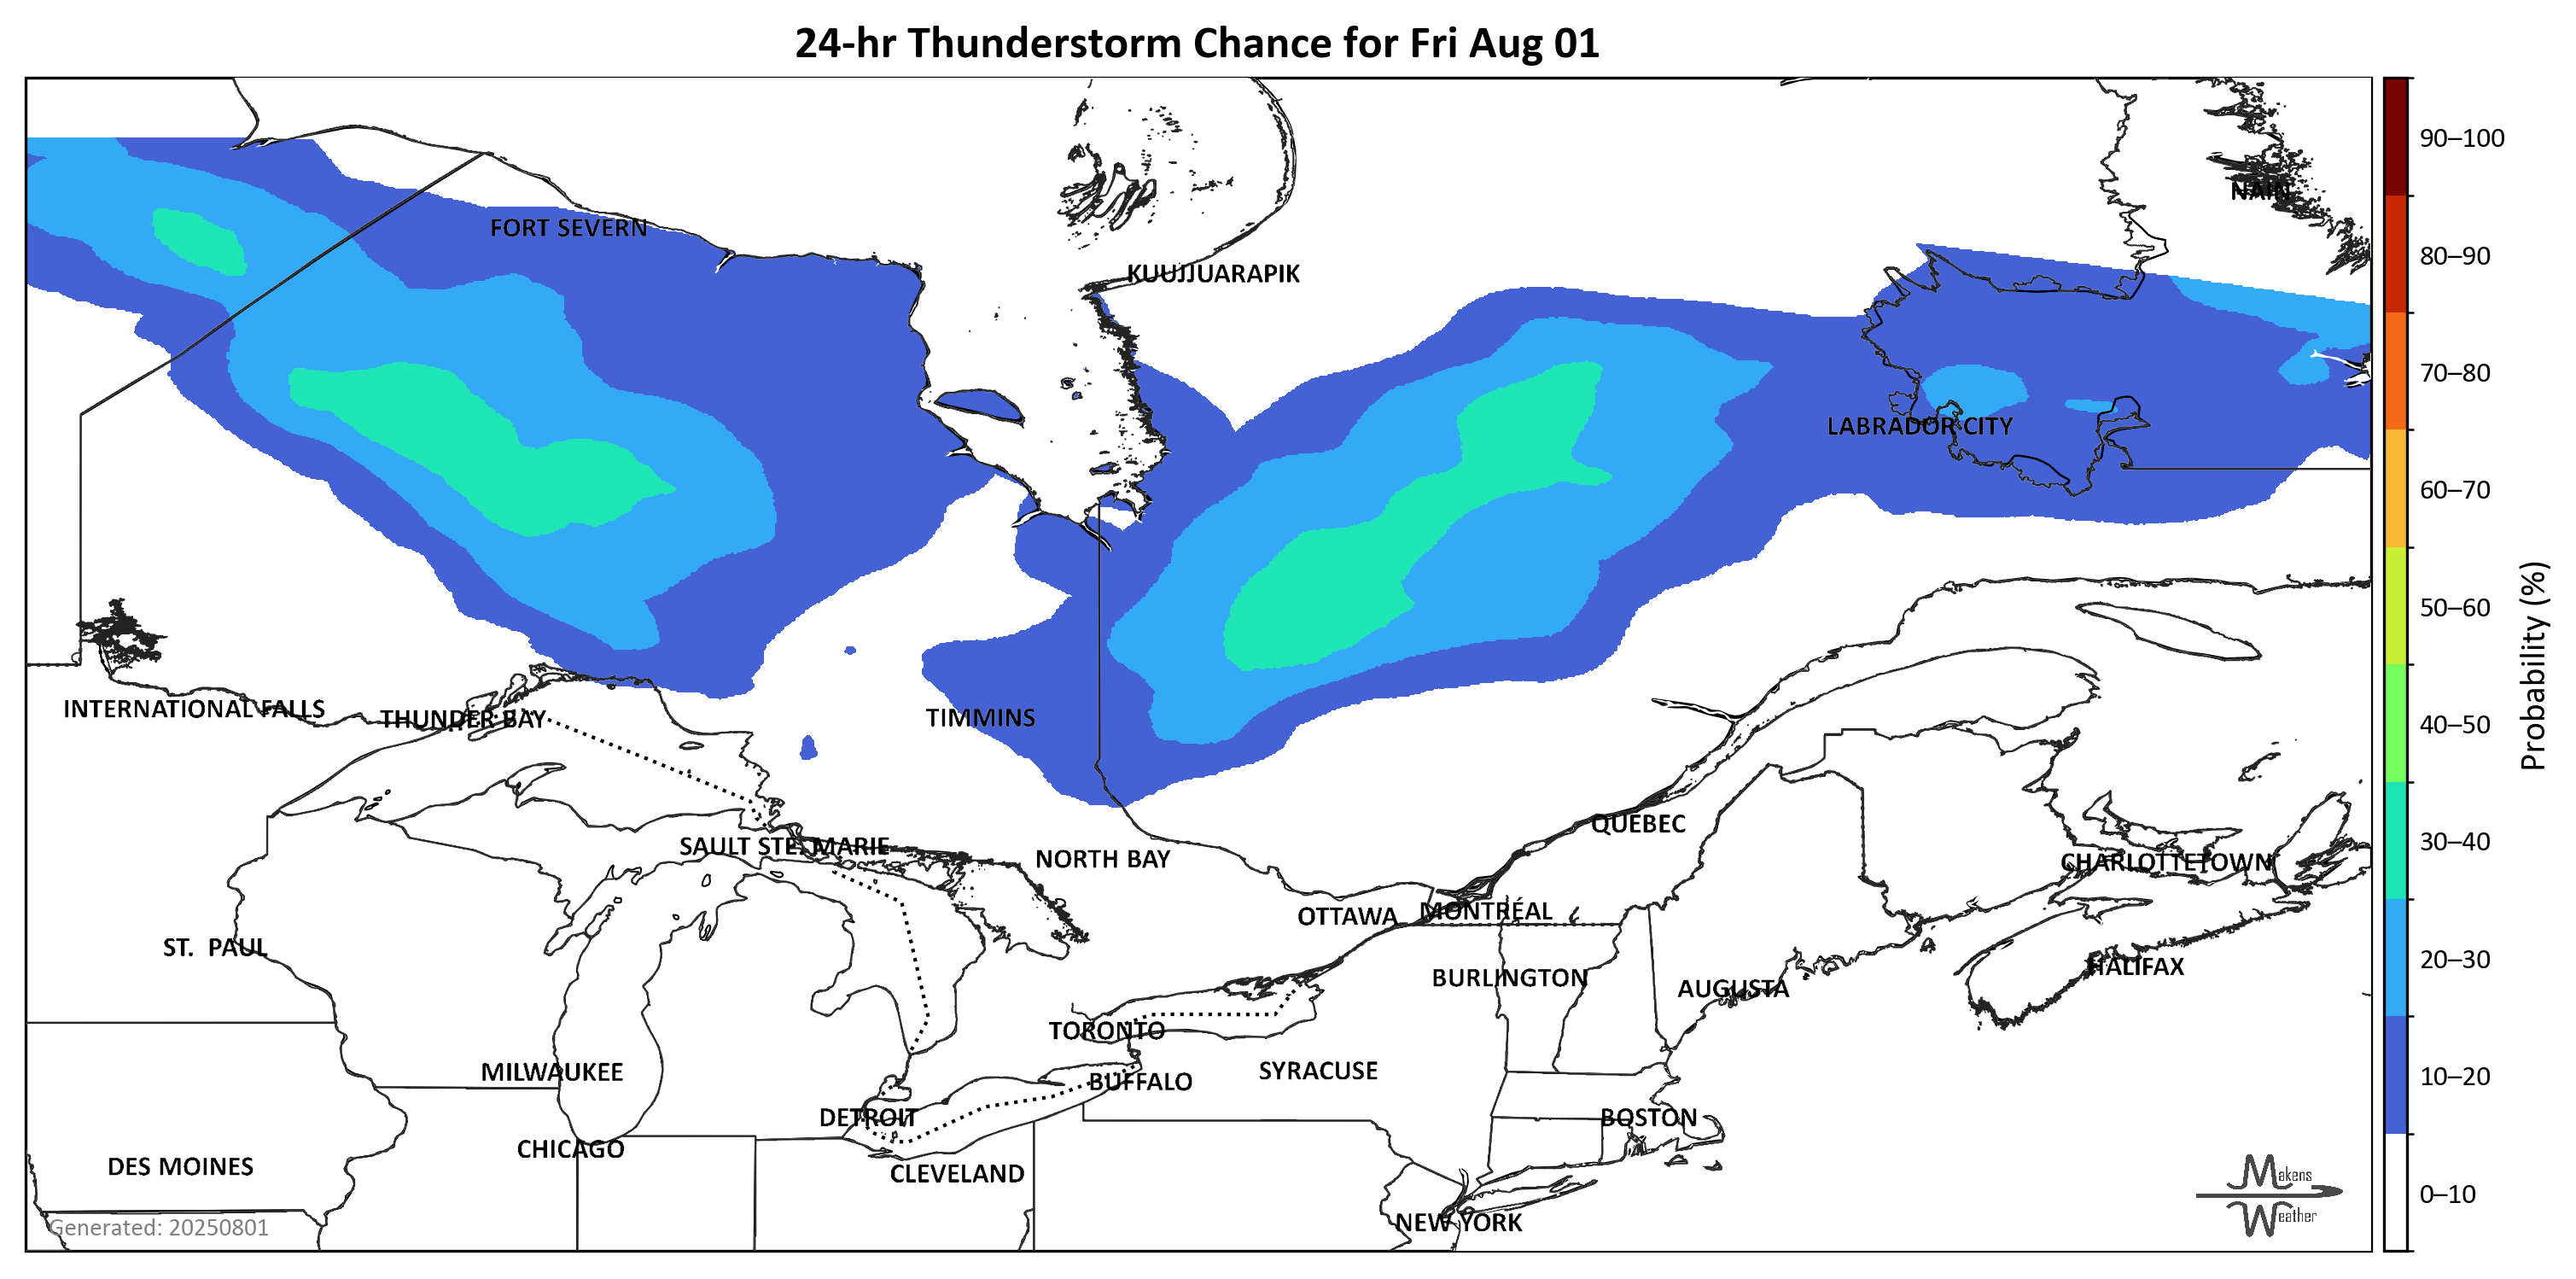 24-hr Thunderstorm Chance for Fri Aug 01
NAIN
FORT SEVERN
KUUJJUARAPIK
LABRADOR CITY
INTERNATIONAL FALLS
THUNDER BAY
TIMMINS
QUEBEC
SAULT STE. MARIE
NORTH BAY
CHARLOTTETOWN
OTTAWA
MONTRÉAL
ST. PAUL
HALIFAX
BURLINGTON
AUGUSTA
TORONTO
MILWAUKEE
SYRACUSE
BUFFALO
DETROIT
BOSTON
CHICAGO
DES MOINES
CLEVELAND
NEW YORK
Generated: 20250801
Makens
Weather
90–100
80–90
70–80
60–70
50–60
40–50
30–40
20–30
10–20
0–10
Probability (%)